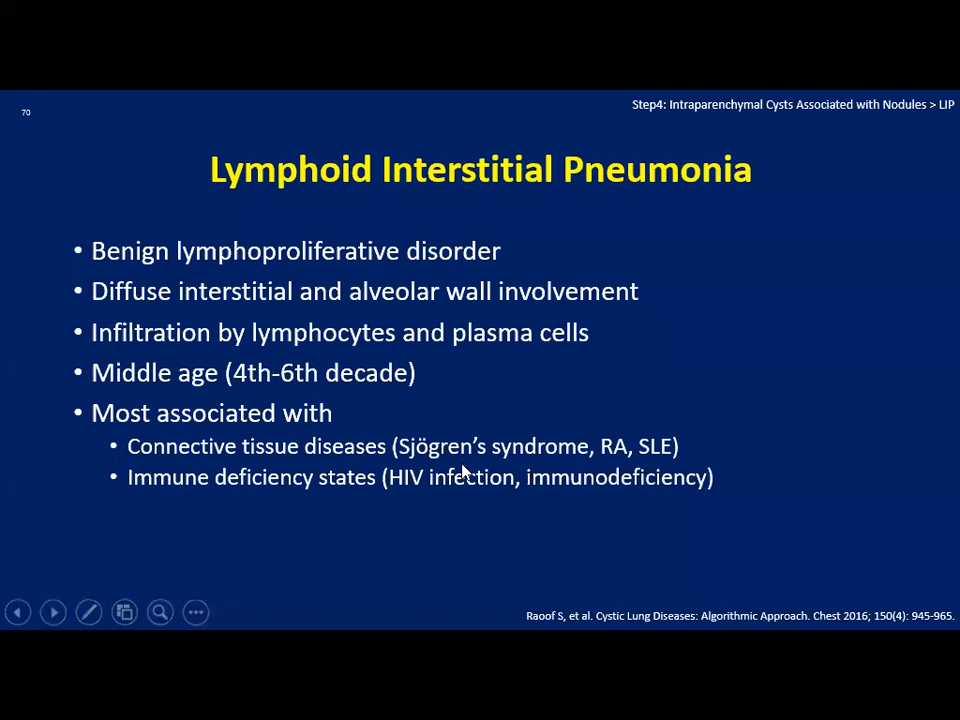 70
Step4: Intraparenchymal Cysts Associated with Nodules > LIP
Lymphoid Interstitial Pneumonia
• Benign lymphoproliferative disorder
• Diffuse interstitial and alveolar wall involvement
• Infiltration by lymphocytes and plasma cells
• Middle age (4th-6th decade)
• Most associated with
• Connective tissue diseases (Sjögren’s syndrome, RA, SLE)
• Immune deficiency states (HIV infection, immunodeficiency)
Raoof S, et al. Cystic Lung Diseases: Algorithmic Approach. Chest 2016; 150(4): 945-965.